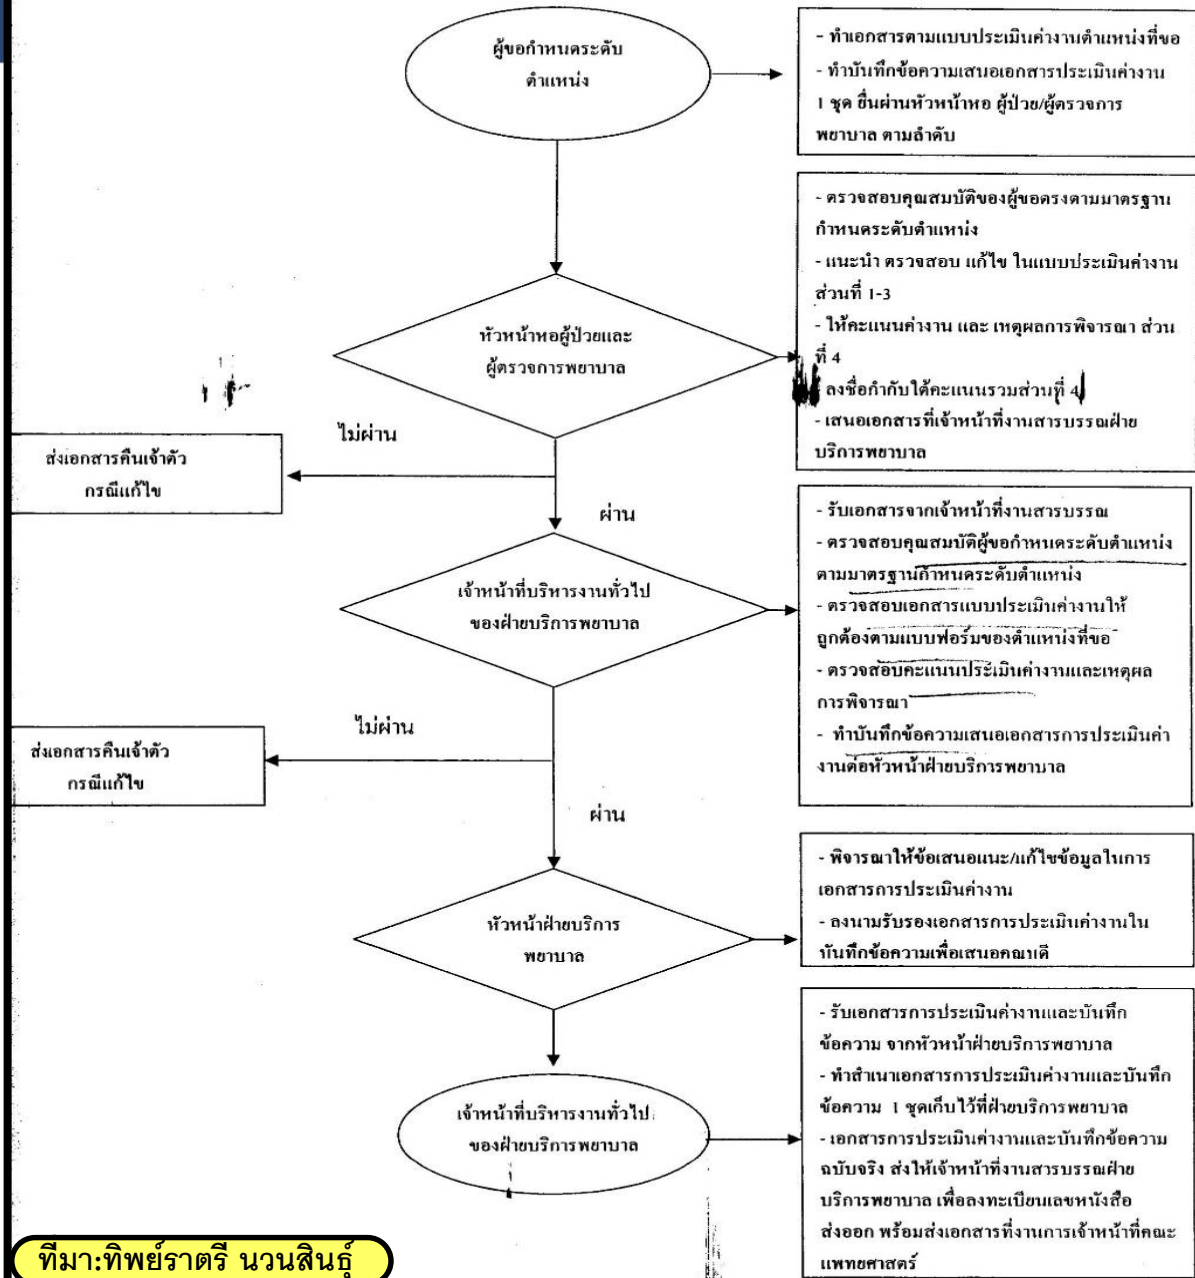 ผู้ขอกำหนดระดับ
ตำแหน่ง
- ทำเอกสารตามแบบประเมินค่างานตำแหน่งที่ขอ
- ทำบันทึกข้อความเสนอเอกสารประเมินค่างาน
1 ชุด ยื่นผ่านหัวหน้าหอ ผู้ป่วย/ผู้ตรวจการ
พยาบาล ตามลำดับ
หัวหน้าหอผู้ป่วยและ
ผู้ตรวจการพยาบาล
- ตรวจสอบคุณสมบัติของผู้ขอตรงตามมาตรฐาน
กำหนดระดับตำแหน่ง
- แนะนำ ตรวจสอบ แก้ไข ในแบบประเมินค่างาน
ส่วนที่ 1-3
- ให้คะแนนค่างาน และ เหตุผลการพิจารณา ส่วน
ที่ 4
ลงชื่อกำกับใต้คะแนนรวมส่วนที่ 4
- เสนอเอกสารที่เจ้าหน้าที่งานสารบรรณฝ่าย
บริการพยาบาล
ไม่ผ่าน
ส่งเอกสารคืนเจ้าตัว
กรณีแก้ไข
ผ่าน
เจ้าหน้าที่บริหารงานทั่วไป
ของฝ่ายบริการพยาบาล
- รับเอกสารจากเจ้าหน้าที่งานสารบรรณ
- ตรวจสอบคุณสมบัติผู้ขอกำหนดระดับตำแหน่ง
ตามมาตรฐานกำหนดระดับตำแหน่ง
- ตรวจสอบเอกสารแบบประเมินค่างานให้
ถูกต้องตามแบบฟอร์มของตำแหน่งที่ขอ
- ตรวจสอบคะแนนประเมินค่างานและเหตุผล
การพิจารณา
- ทำบันทึกข้อความเสนอเอกสารการประเมินค่า
งานต่อหัวหน้าฝ่ายบริการพยาบาล
ไม่ผ่าน
ส่งเอกสารคืนเจ้าตัว
กรณีแก้ไข
ผ่าน
หัวหน้าฝ่ายบริการ
พยาบาล
- พิจารณาให้ข้อเสนอแนะ/แก้ไขข้อมูลในการ
เอกสารการประเมินค่างาน
- ลงนามรับรองเอกสารการประเมินค่างานใน
บันทึกข้อความเพื่อเสนอคณบดี
เจ้าหน้าที่บริหารงานทั่วไป
ของฝ่ายบริการพยาบาล
- รับเอกสารการประเมินค่างานและบันทึก
ข้อความ จากหัวหน้าฝ่ายบริการพยาบาล
- ทำสำเนาเอกสารการประเมินค่างานและบันทึก
ข้อความ 1 ชุดเก็บไว้ที่ฝ่ายบริการพยาบาล
- เอกสารการประเมินค่างานและบันทึกข้อความ
ฉบับจริง ส่งให้เจ้าหน้าที่งานสารบรรณฝ่าย
บริการพยาบาล เพื่อลงทะเบียนเลขหนังสือ
ส่งออก พร้อมส่งเอกสารที่งานการเจ้าหน้าที่คณะ
แพทยศาสตร์
ที่มา:ทิพย์ราตรี นวนสินธุ์